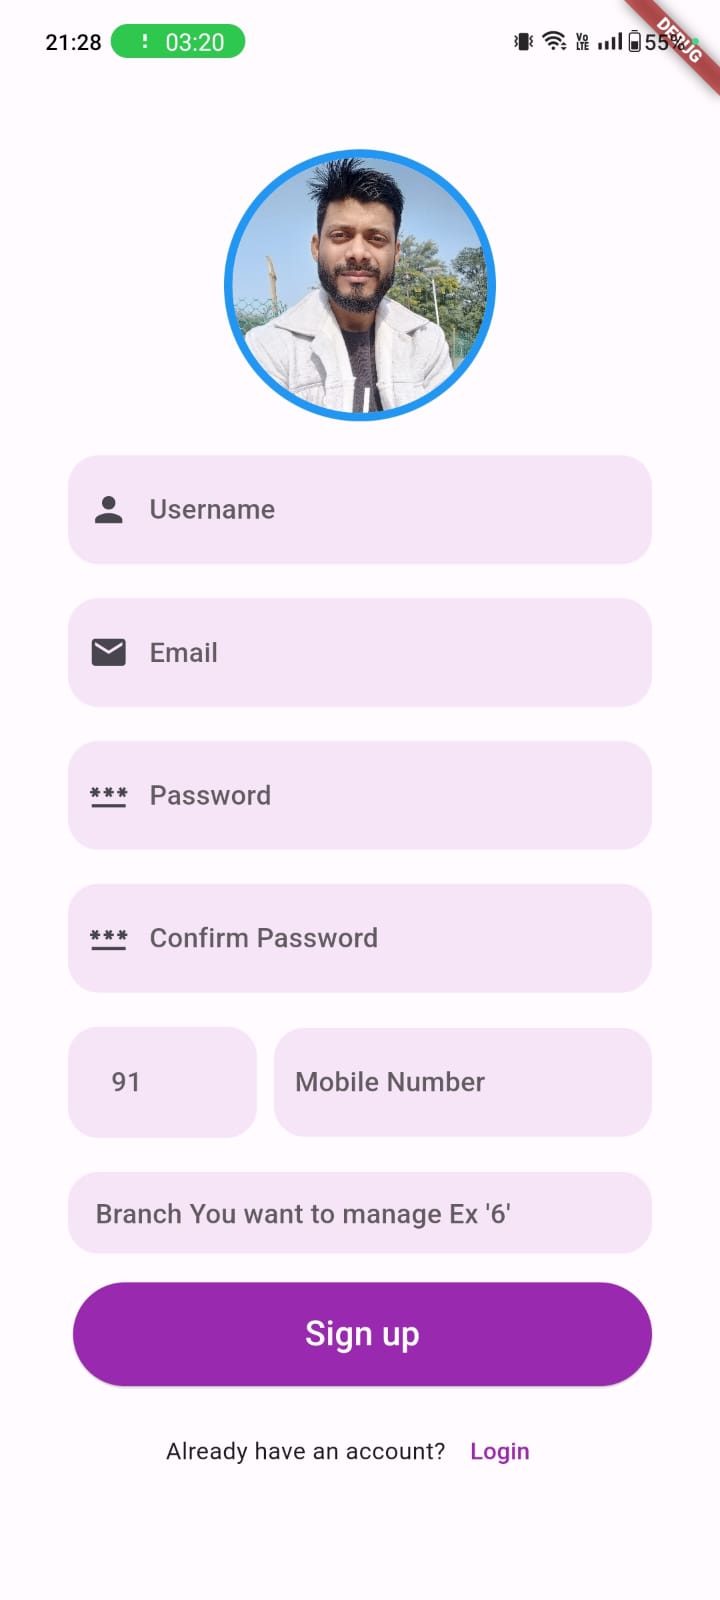 21:28 03:20 Vo LTE 55% DEBUG
Username
Email
*** Password
*** Confirm Password
91 Mobile Number
Branch You want to manage Ex '6'
Sign up
Already have an account? Login